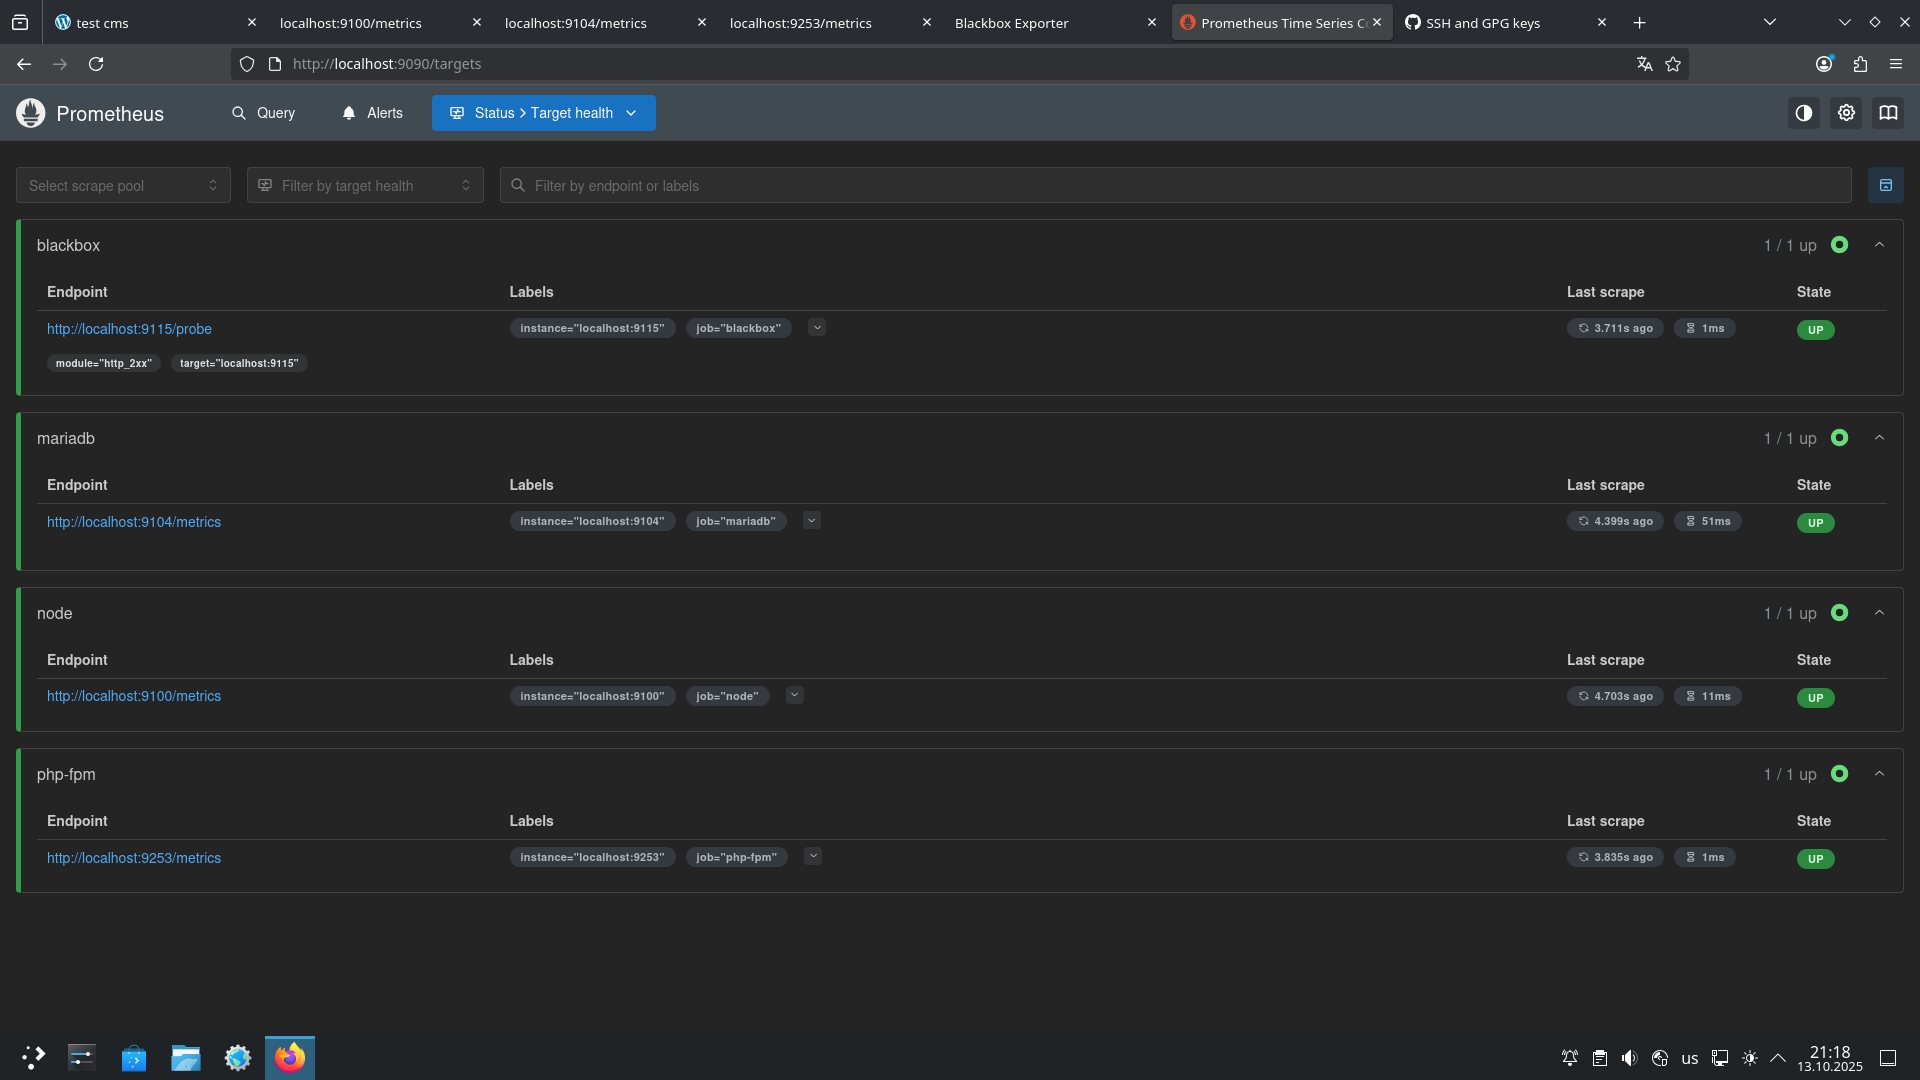 test cms
localhost:9100/metrics
localhost:9104/metrics
localhost:9253/metrics
Blackbox Exporter
Prometheus Time Series Co
SSH and GPG keys
http://localhost:9090/targets
Prometheus
Query
Alerts
Status > Target health
Select scrape pool
Filter by target health
Filter by endpoint or labels
blackbox
1 / 1 up
Endpoint Labels Last scrape State
http://localhost:9115/probe instance="localhost:9115" job="blackbox" 3.711s ago 1ms UP
module="http_2xx" target="localhost:9115"
mariadb
1 / 1 up
Endpoint Labels Last scrape State
http://localhost:9104/metrics instance="localhost:9104" job="mariadb" 4.399s ago 51ms UP
node
1 / 1 up
Endpoint Labels Last scrape State
http://localhost:9100/metrics instance="localhost:9100" job="node" 4.703s ago 11ms UP
php-fpm
1 / 1 up
Endpoint Labels Last scrape State
http://localhost:9253/metrics instance="localhost:9253" job="php-fpm" 3.835s ago 1ms UP
us
21:18
13.10.2025